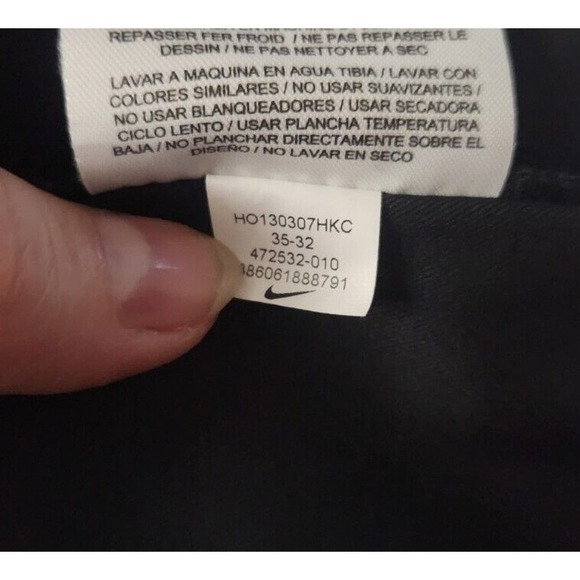 REPASSER FER FROID / NE PAS REPASSER LE
DESSIN / NE PAS NETTOYER A SEC
LAVAR A MAQUINA EN AGUA TIBIA / LAVAR CON
COLORES SIMILARES / NO USAR SUAVIZANTES /
NO USAR BLANQUEADORES / USAR SECADORA
CICLO LENTO / USAR PLANCHA TEMPERATURA
BAJA / NO PLANCHAR DIRECTAMENTE SOBRE EL
DISEÑO / NO LAVAR EN SECO
HO130307HKC
35-32
472532-010
86061888791